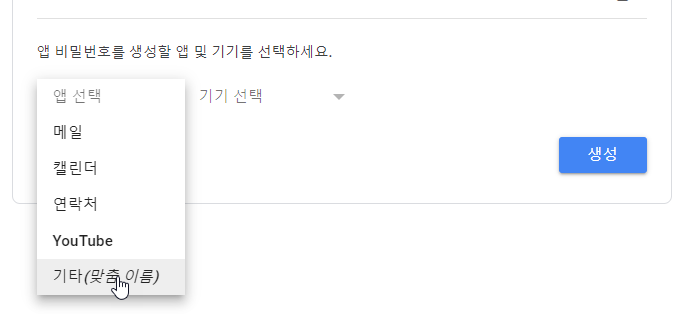 앱 비밀번호를 생성할 앱 및 기기를 선택하세요.
앱 선택
기기 선택
메일
캘린더
연락처
YouTube
기타(맞춤 이름)
생성